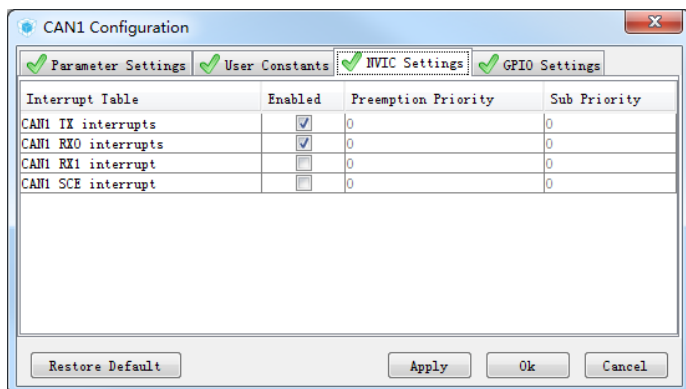 CAN1 Configuration
Parameter Settings User Constants NVIC Settings GPIO Settings
Interrupt Table Enabled Preemption Priority Sub Priority
CAN1 TX interrupts 0 0
CAN1 RX0 interrupts 0 0
CAN1 RX1 interrupt 0 0
CAN1 SCE interrupt 0 0
Restore Default Apply Ok Cancel